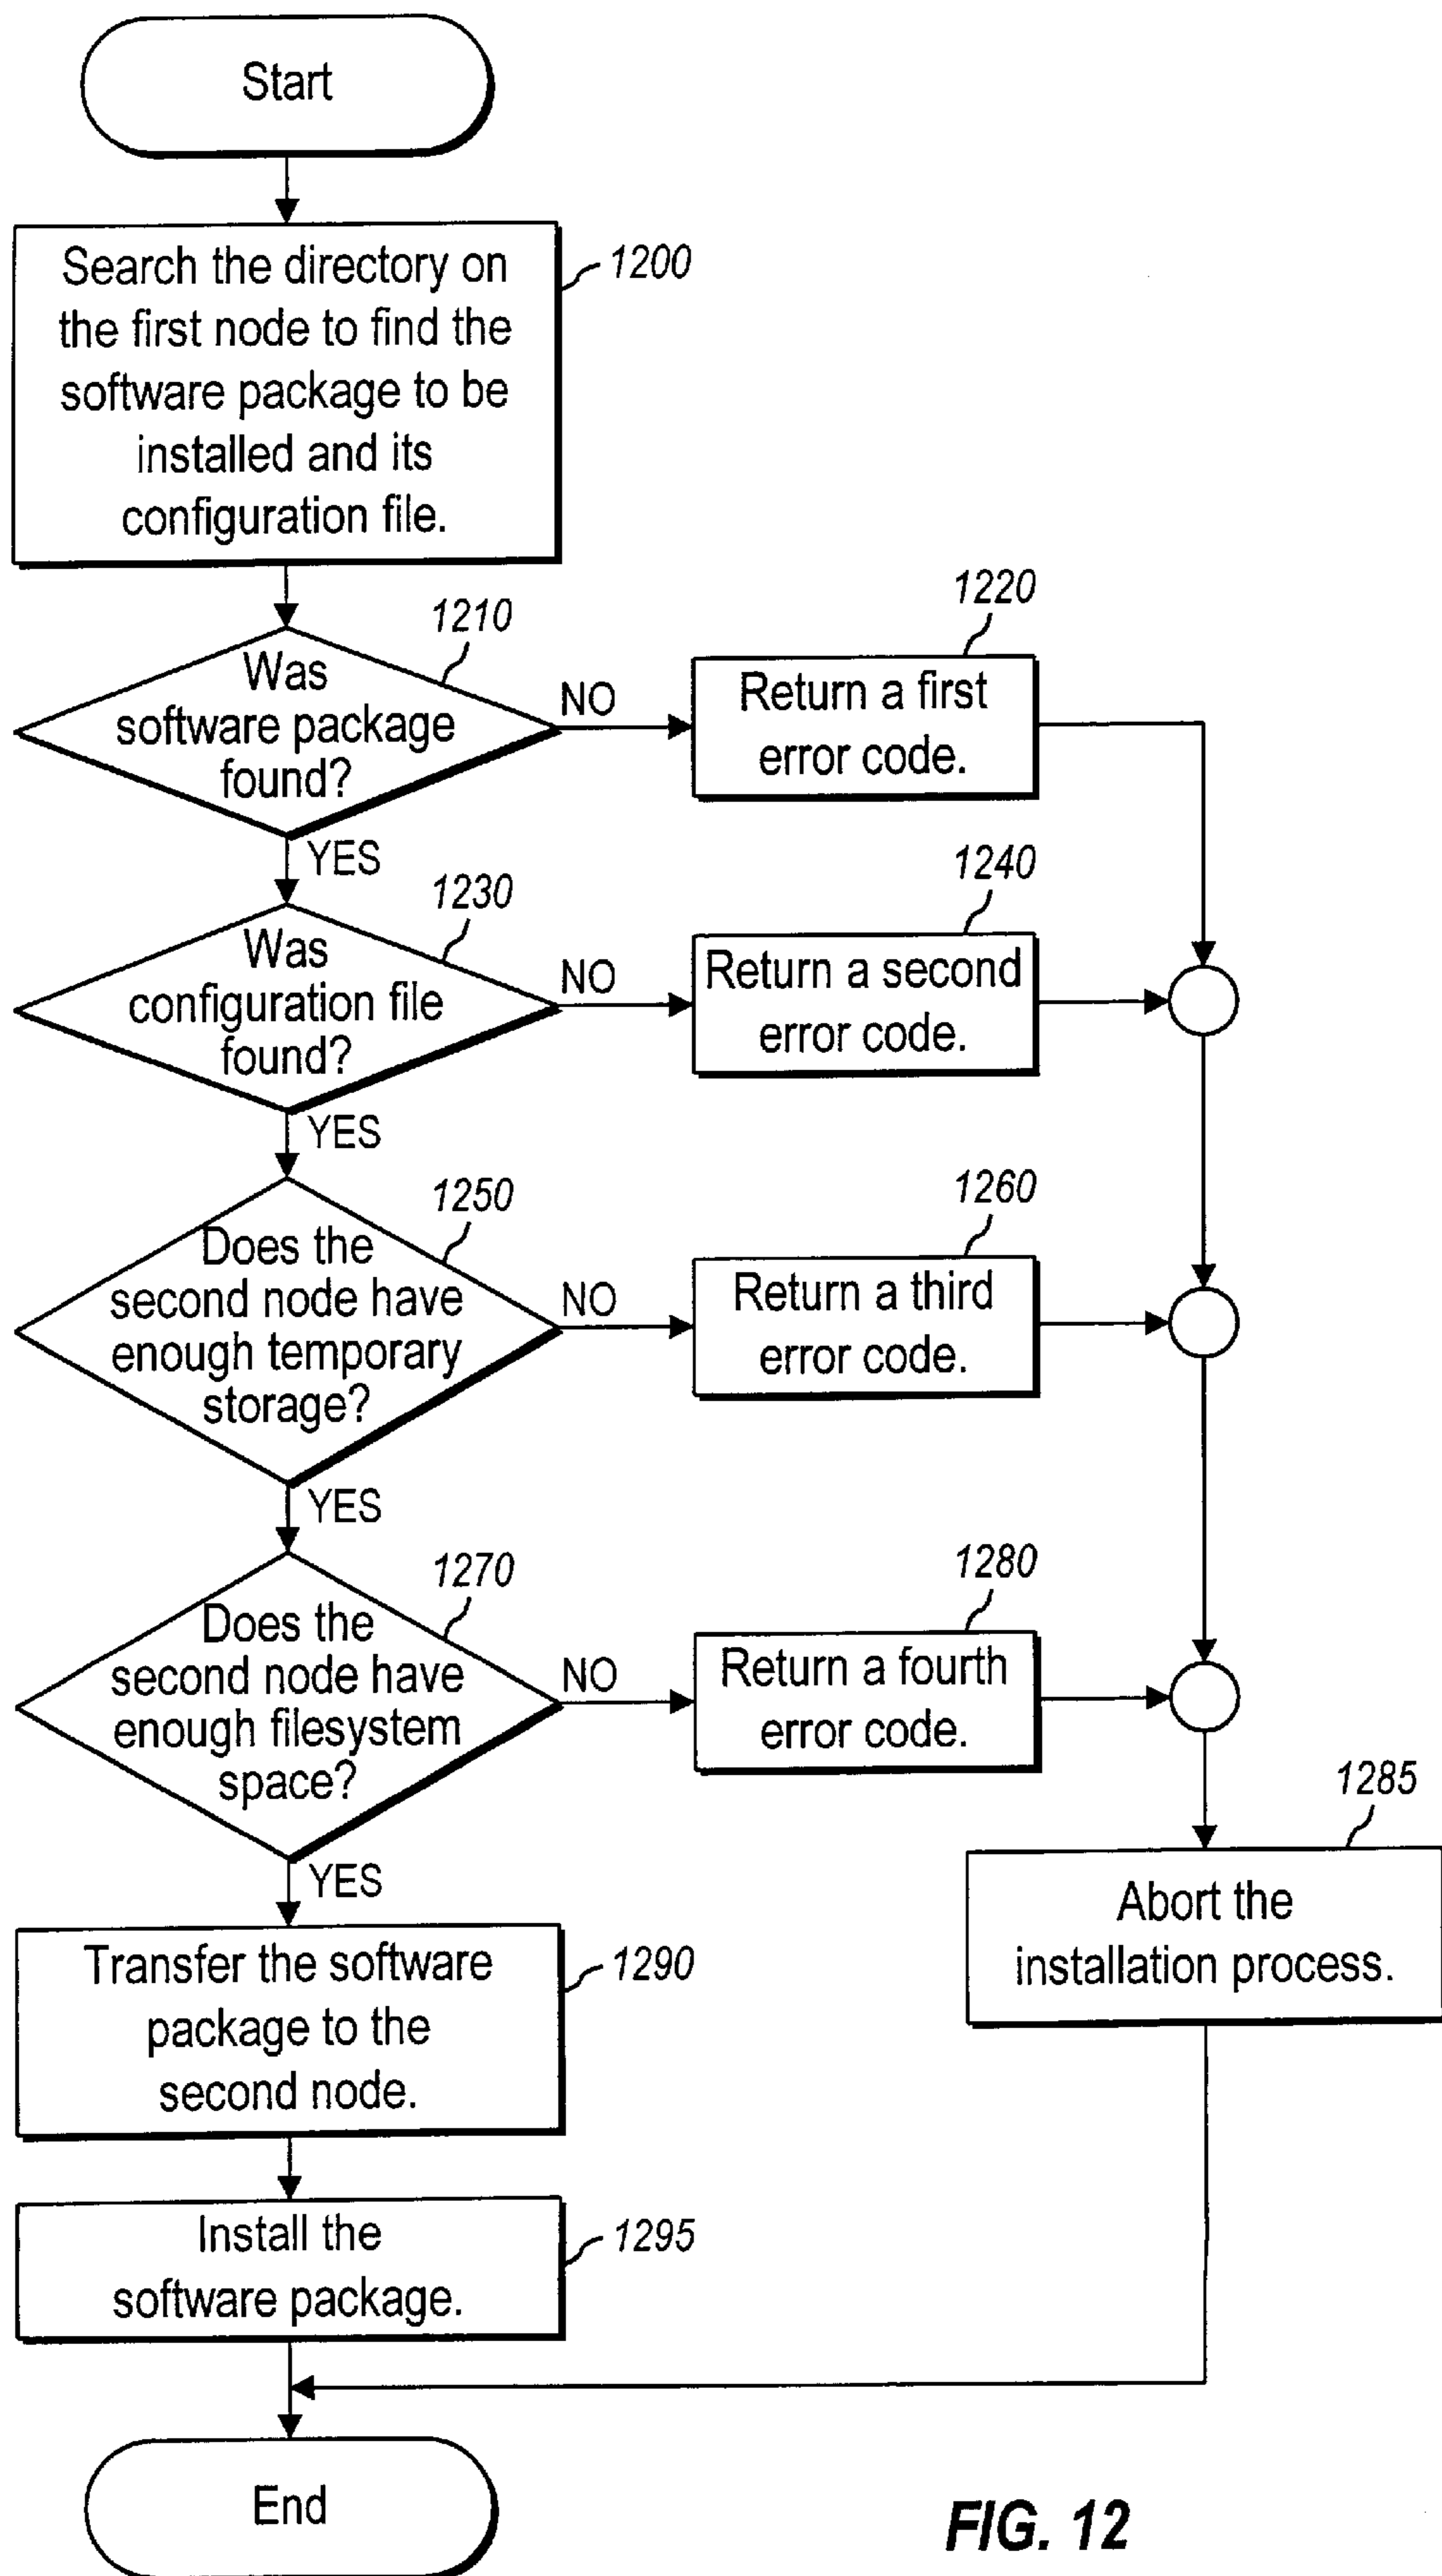 Start
Search the directory on
the first node to find the
software package to be
installed and its
configuration file.
1200
1210
Was
software package
found?
NO
YES
1220
Return a first
error code.
1230
Was
configuration file
found?
NO
YES
1240
Return a second
error code.
1250
Does the
second node have
enough temporary
storage?
NO
YES
1260
Return a third
error code.
1270
Does the
second node have
enough filesystem
space?
NO
YES
1280
Return a fourth
error code.
1285
Abort the
installation process.
Transfer the software
package to the
second node.
1290
Install the
software package.
1295
End
FIG. 12